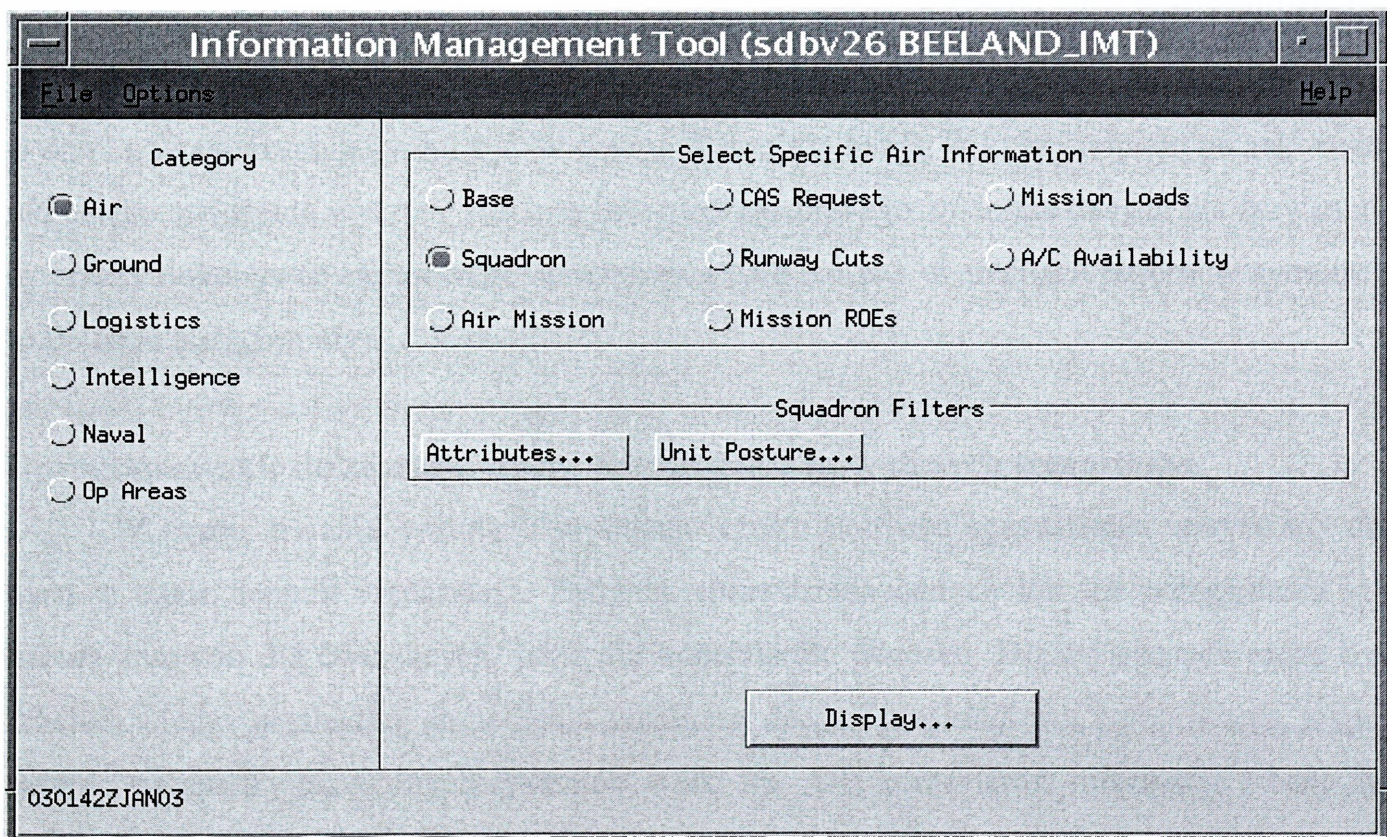 Information Management Tool (sdbv26 BEELAND_IMT)
File Options Help
Category
Air
Ground
Logistics
Intelligence
Naval
Op Areas
Select Specific Air Information
Base CAS Request Mission Loads
Squadron Runway Cuts A/C Availability
Air Mission Mission ROEs
Squadron Filters
Attributes... Unit Posture...
Display...
030142ZJAN03